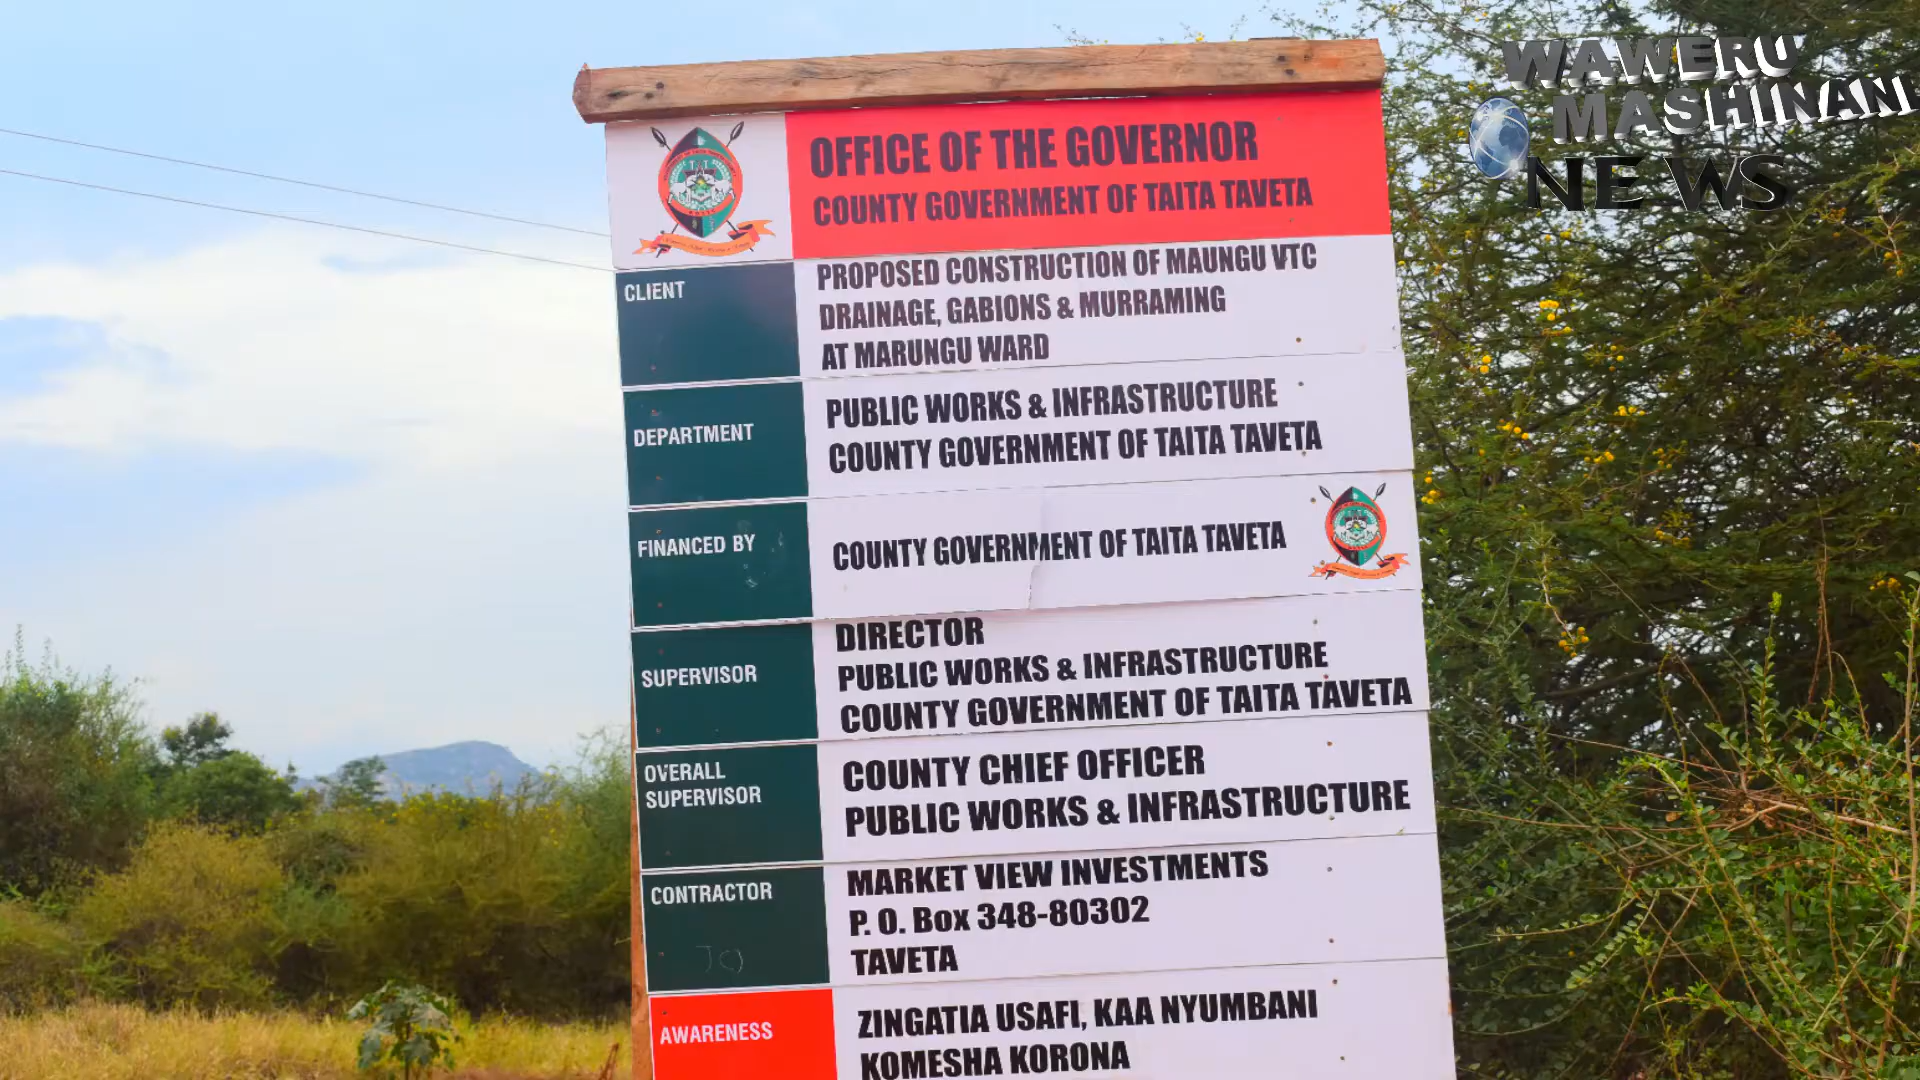 WAWERU
MASHINANI
NEWS
OFFICE OF THE GOVERNOR
COUNTY GOVERNMENT OF TAITA TAVETA
CLIENT
PROPOSED CONSTRUCTION OF MAUNGU VTC
DRAINAGE, GABIONS & MURRAMING
AT MARUNGU WARD
DEPARTMENT
PUBLIC WORKS & INFRASTRUCTURE
COUNTY GOVERNMENT OF TAITA TAVETA
FINANCED BY
COUNTY GOVERNMENT OF TAITA TAVETA
SUPERVISOR
DIRECTOR
PUBLIC WORKS & INFRASTRUCTURE
COUNTY GOVERNMENT OF TAITA TAVETA
OVERALL
SUPERVISOR
COUNTY CHIEF OFFICER
PUBLIC WORKS & INFRASTRUCTURE
CONTRACTOR
MARKET VIEW INVESTMENTS
P. O. Box 348-80302
TAVETA
AWARENESS
ZINGATIA USAFI, KAA NYUMBANI
KOMESHA KORONA